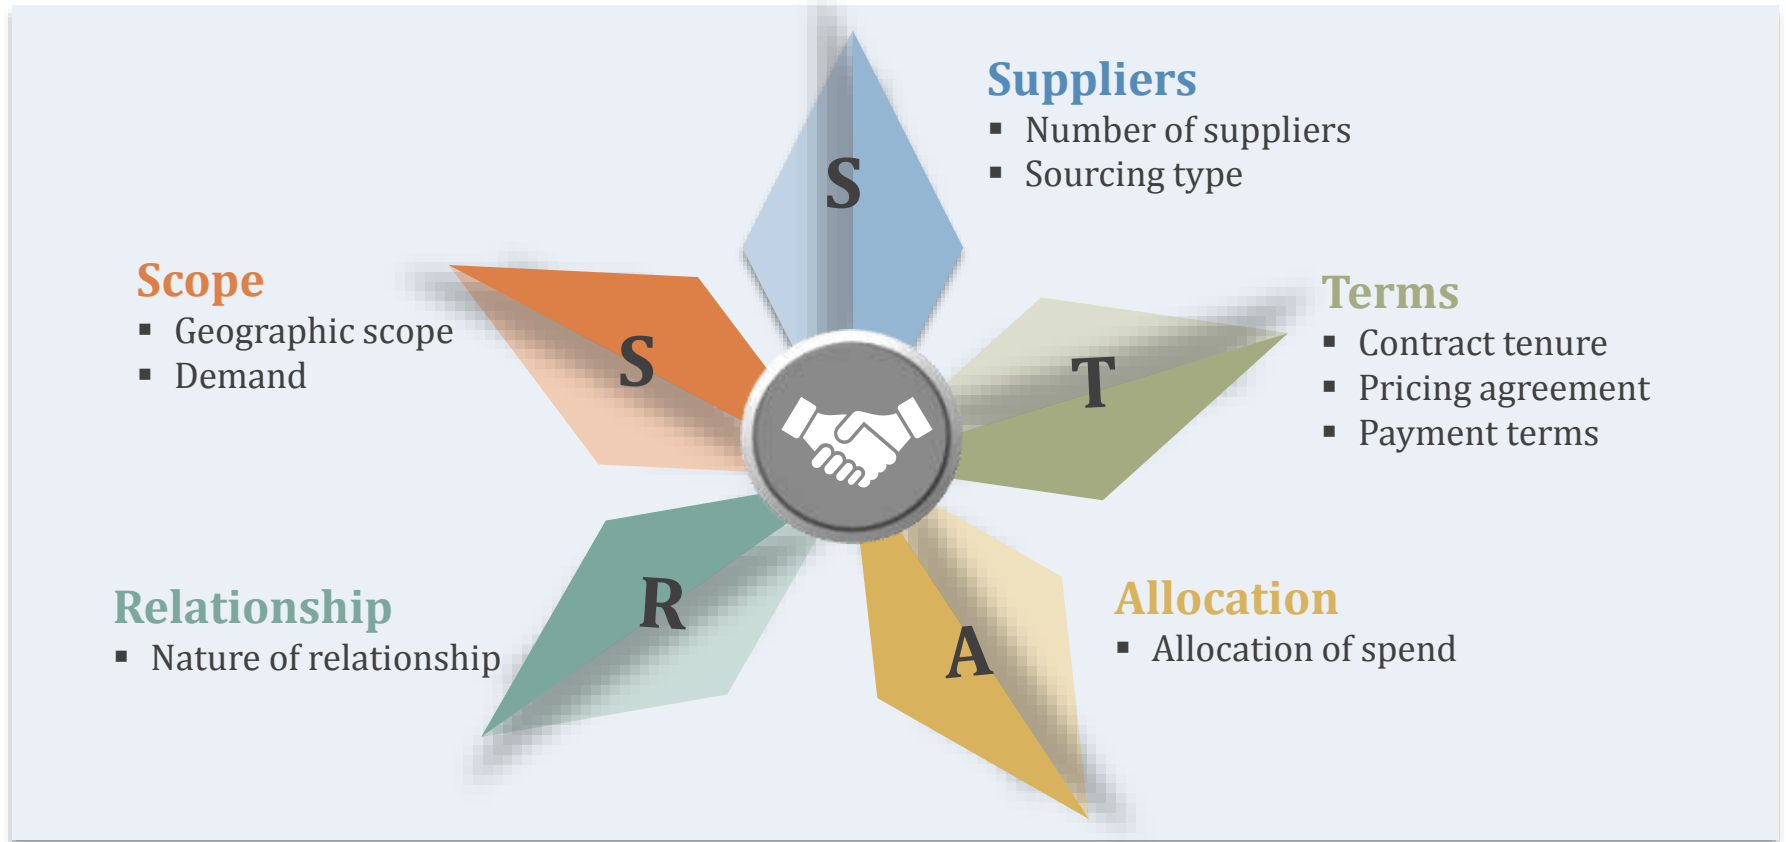 S
Suppliers
▪ Number of suppliers
▪ Sourcing type
T
Terms
▪ Contract tenure
▪ Pricing agreement
▪ Payment terms
A
Allocation
▪ Allocation of spend
R
Relationship
▪ Nature of relationship
S
Scope
▪ Geographic scope
▪ Demand